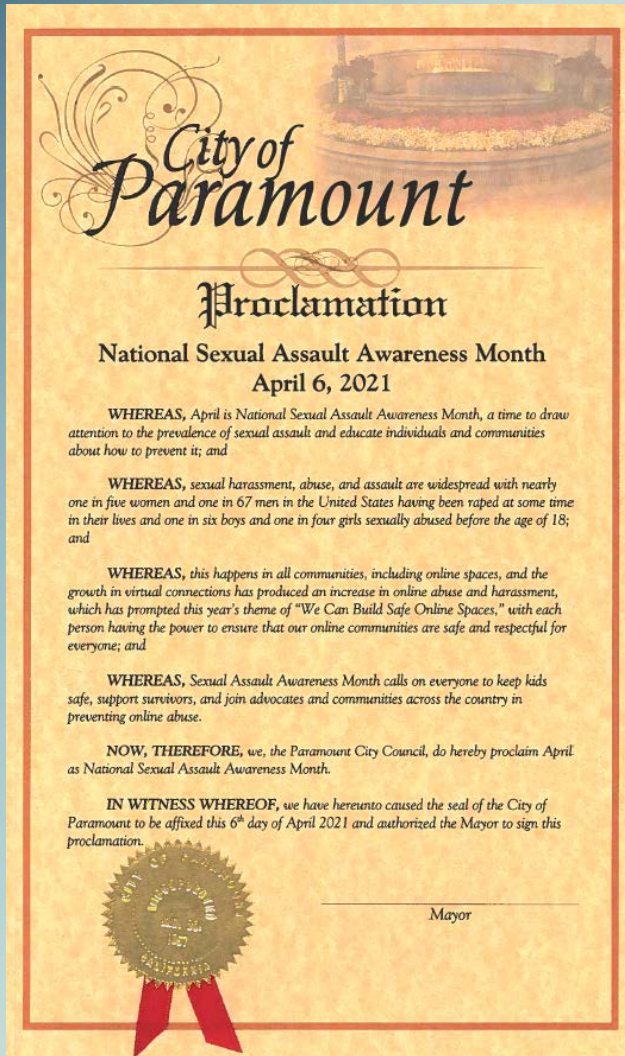 City of
Paramount
Proclamation
National Sexual Assault Awareness Month
April 6, 2021
WHEREAS, April is National Sexual Assault Awareness Month, a time to draw
attention to the prevalence of sexual assault and educate individuals and communities
about how to prevent it; and
WHEREAS, sexual harassment, abuse, and assault are widespread with nearly
one in five women and one in 67 men in the United States having been raped at some time
in their lives and one in six boys and one in four girls sexually abused before the age of 18;
and
WHEREAS, this happens in all communities, including online spaces, and the
growth in virtual connections has produced an increase in online abuse and harassment,
which has prompted this year's theme of "We Can Build Safe Online Spaces," with each
person having the power to ensure that our online communities are safe and respectful for
everyone; and
WHEREAS, Sexual Assault Awareness Month calls on everyone to keep kids
safe, support survivors, and join advocates and communities across the country in
preventing online abuse.
NOW, THEREFORE, we, the Paramount City Council, do hereby proclaim April
as National Sexual Assault Awareness Month.
IN WITNESS WHEREOF, we have hereunto caused the seal of the City of
Paramount to be affixed this 6th day of April 2021 and authorized the Mayor to sign this
proclamation.
CITY OF PARAMOUNT
INCORPORATED
1957
CALIFORNIA
Mayor